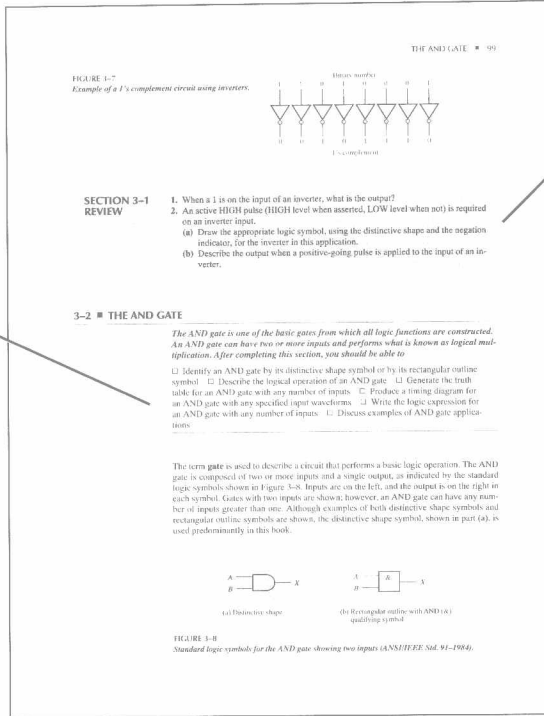 THE AND GATE ■ 99
FIGURE 3–7
Example of a 1's complement circuit using inverters.
Binary number
1's complement
SECTION 3–1
REVIEW
1. When a 1 is on the input of an inverter, what is the output?
2. An active HIGH pulse (HIGH level when asserted, LOW level when not) is required
on an inverter input.
(a) Draw the appropriate logic symbol, using the distinctive shape and the negation
indicator, for the inverter in this application.
(b) Describe the output when a positive-going pulse is applied to the input of an in-
verter.
3–2 ■ THE AND GATE
The AND gate is one of the basic gates from which all logic functions are constructed.
An AND gate can have two or more inputs and performs what is known as logical mul-
tiplication. After completing this section, you should be able to
□ Identify an AND gate by its distinctive shape symbol or by its rectangular outline
symbol □ Describe the logical operation of an AND gate □ Generate the truth
table for an AND gate with any number of inputs □ Produce a timing diagram for
an AND gate with any specified input waveforms □ Write the logic expression for
an AND gate with any number of inputs □ Discuss examples of AND gate applica-
tions
The term gate is used to describe a circuit that performs a basic logic operation. The AND
gate is composed of two or more inputs and a single output, as indicated by the standard
logic symbols shown in Figure 3–8. Inputs are on the left, and the output is on the right in
each symbol. Gates with two inputs are shown; however, an AND gate can have any num-
ber of inputs greater than one. Although examples of both distinctive shape symbols and
rectangular outline symbols are shown, the distinctive shape symbol, shown in part (a), is
used predominantly in this book.
A
B
X
A
B
&
X
(a) Distinctive shape
(b) Rectangular outline with AND (&)
qualifying symbol
FIGURE 3–8
Standard logic symbols for the AND gate showing two inputs (ANSI/IEEE Std. 91–1984).